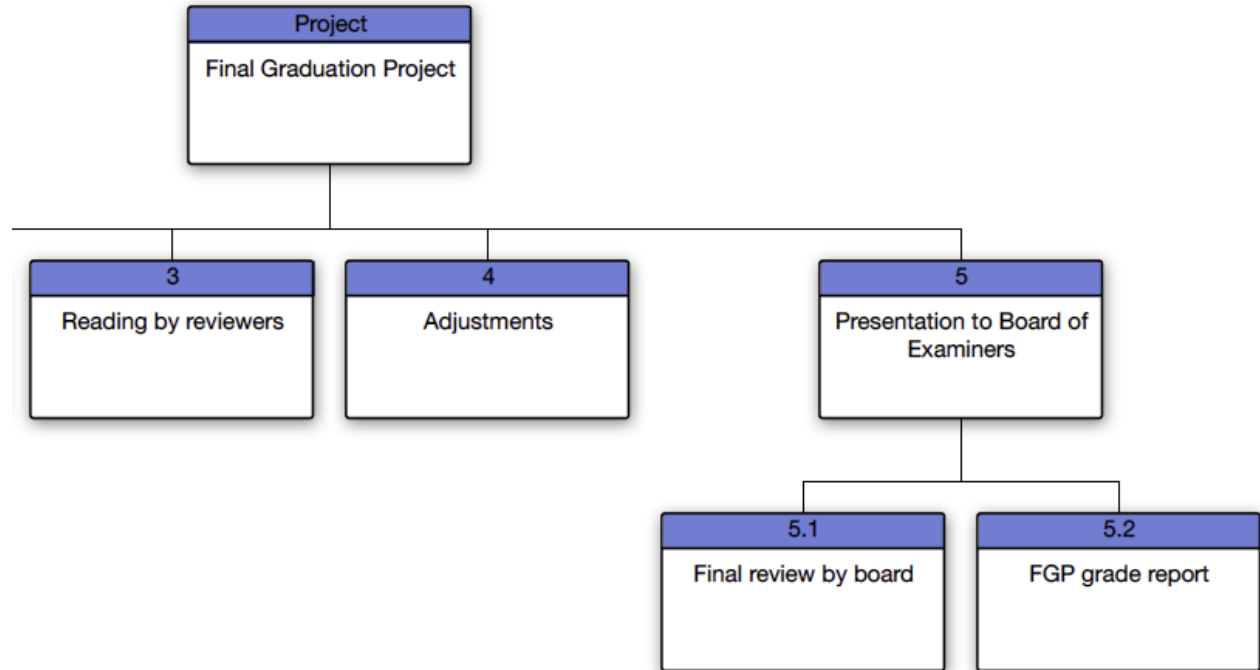 Project
Final Graduation Project
3
Reading by reviewers
4
Adjustments
5
Presentation to Board of
Examiners
5.1
Final review by board
5.2
FGP grade report